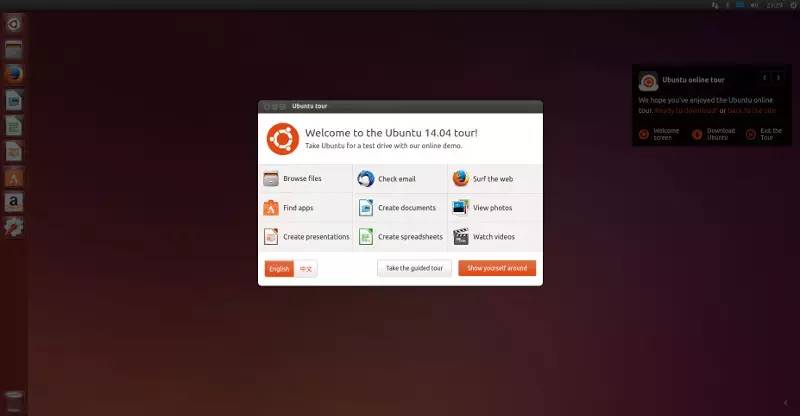 23:29
Ubuntu online tour
We hope you've enjoyed the Ubuntu online
tour. Ready to download? or back to the site
Welcome screen
Download Ubuntu
Exit the Tour
Ubuntu tour
Welcome to the Ubuntu 14.04 tour!
Take Ubuntu for a test drive with our online demo.
Browse files
Check email
Surf the web
Find apps
Create documents
View photos
Create presentations
Create spreadsheets
Watch videos
English
中文
Take the guided tour
Show yourself around